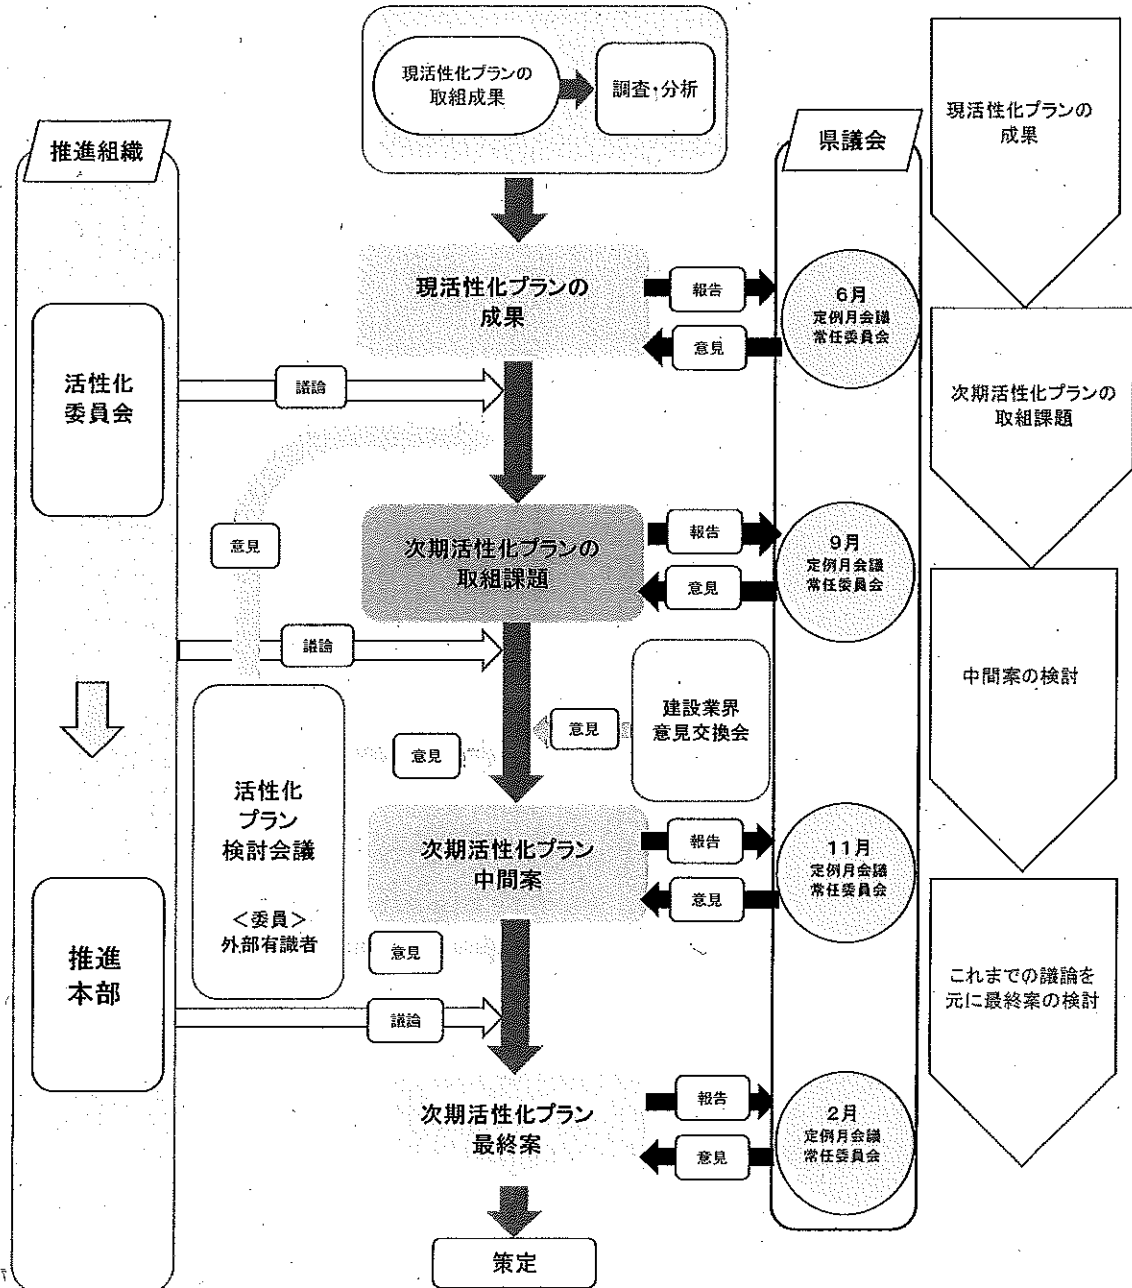 現活性化プランの
取組成果
調査・分析
推進組織
県議会
現活性化プランの
成果
現活性化プランの
成果
報告
意見
6月
定例月会議
常任委員会
活性化
委員会
議論
次期活性化プランの
取組課題
意見
次期活性化プランの
取組課題
報告
意見
9月
定例月会議
常任委員会
議論
建設業界
意見交換会
意見
意見
中間案の検討
活性化
プラン
検討会議
<委員>
外部有識者
次期活性化プラン
中間案
報告
意見
11月
定例月会議
常任委員会
推進
本部
意見
議論
これまでの議論を
元に最終案の検討
次期活性化プラン
最終案
報告
意見
2月
定例月会議
常任委員会
策定